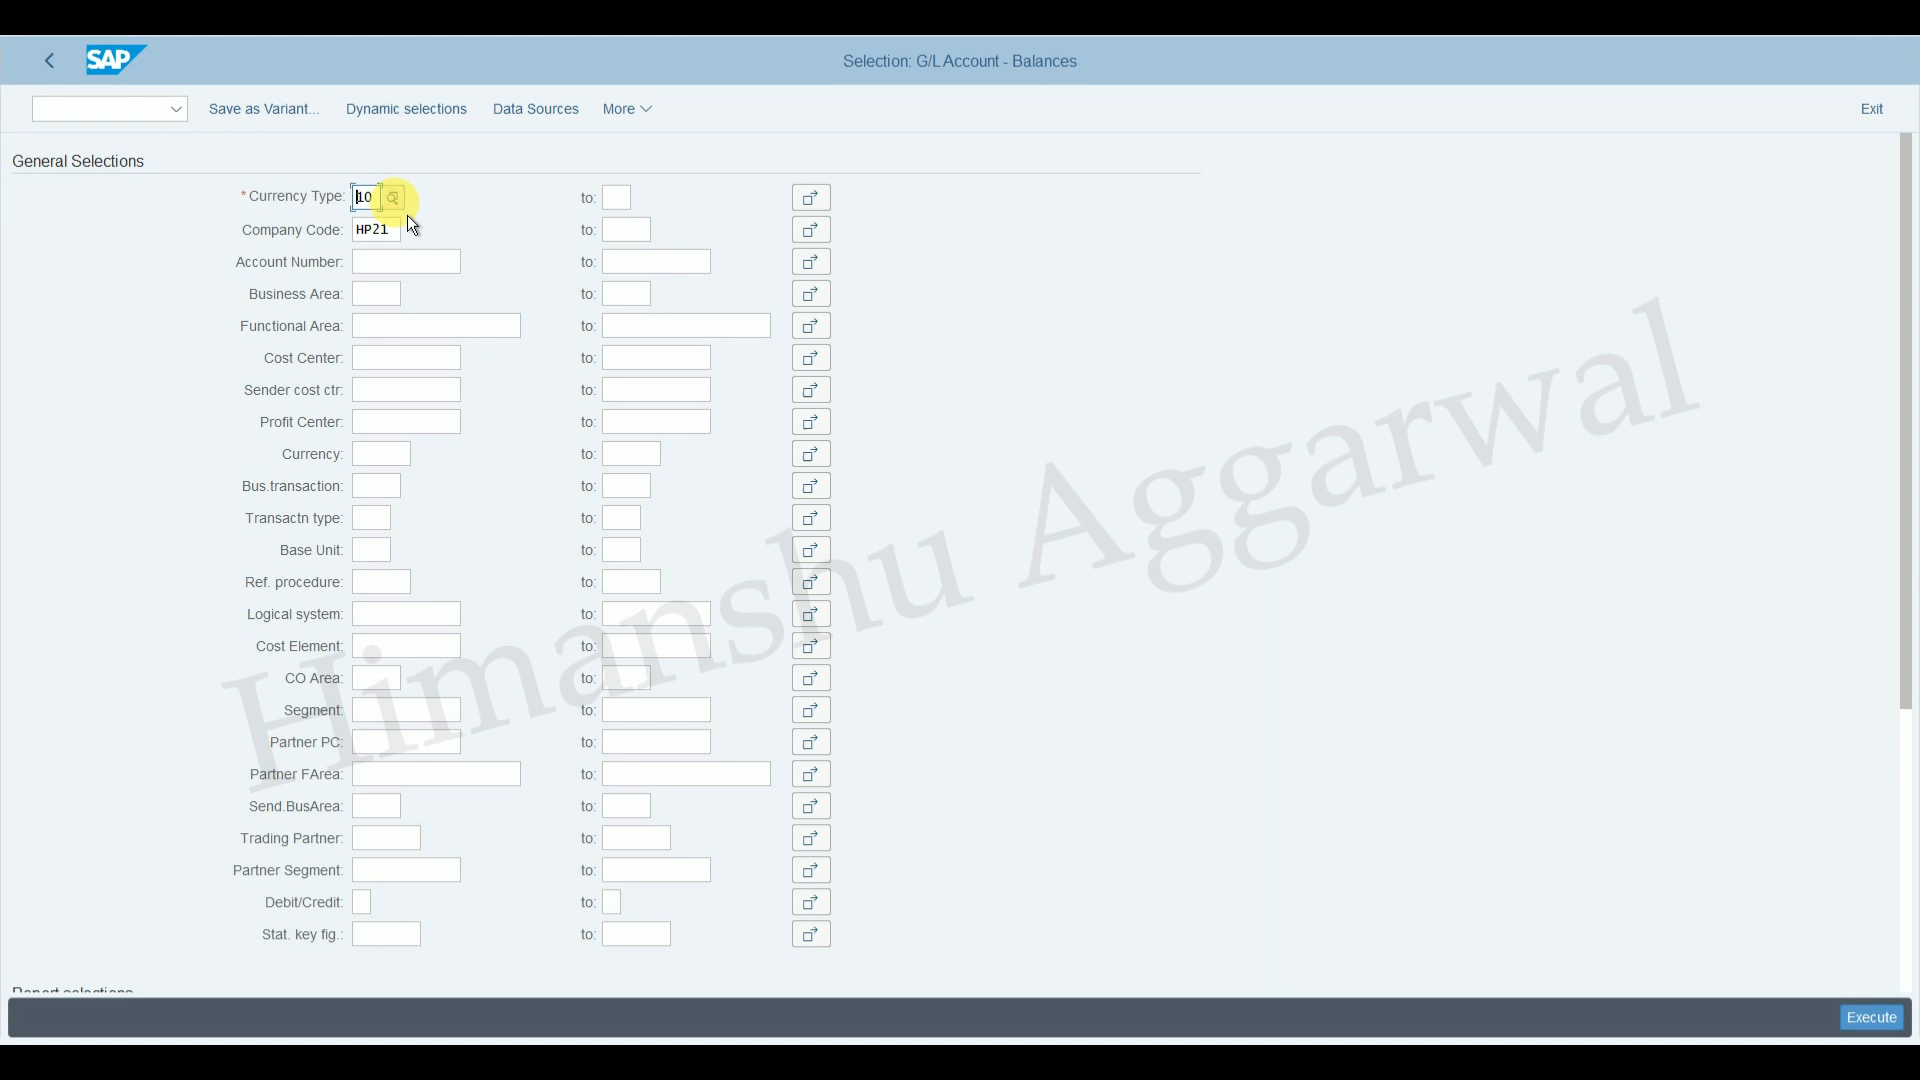 SAP
Selection: G/L Account - Balances
Save as Variant... Dynamic selections Data Sources More
Exit
General Selections
* Currency Type: 10 to:
Company Code: HP21 to:
Account Number: to:
Business Area: to:
Functional Area: to:
Cost Center: to:
Sender cost ctr: to:
Profit Center: to:
Currency: to:
Bus.transaction: to:
Transactn type: to:
Base Unit: to:
Ref. procedure: to:
Logical system: to:
Cost Element: to:
CO Area: to:
Segment: to:
Partner PC: to:
Partner FArea: to:
Send.BusArea: to:
Trading Partner: to:
Partner Segment: to:
Debit/Credit: to:
Stat. key fig.: to:
Report selections
Execute
Himanshu Aggarwal